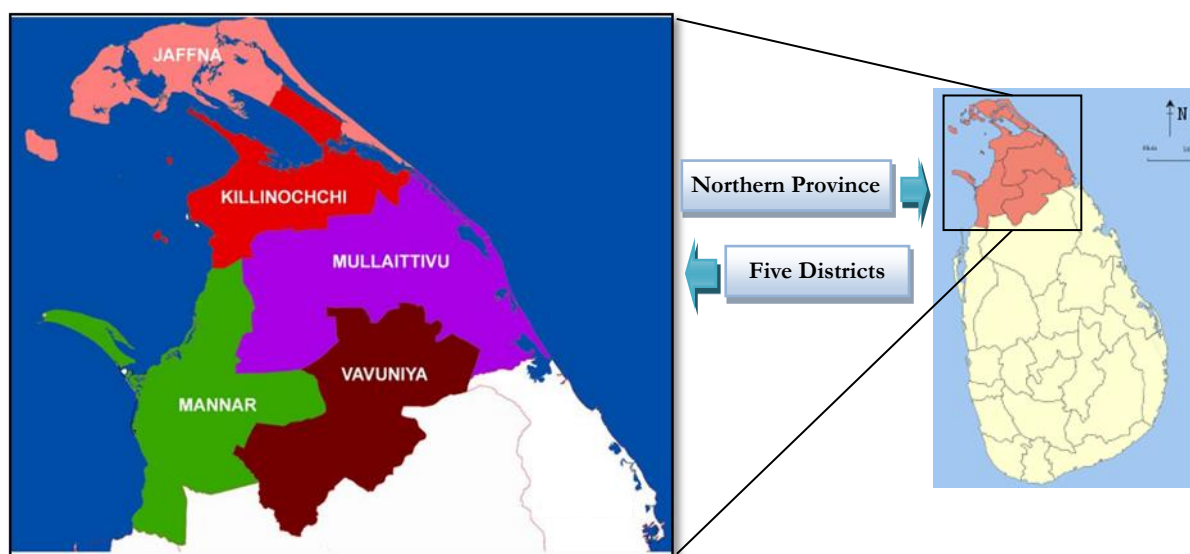 JAFFNA
KILLINOCHCHI
MULLAITTIVU
VAVUNIYA
MANNAR
Northern Province
Five Districts
N